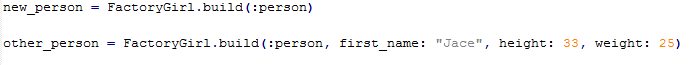 new_person = FactoryGirl.build(:person)
other_person = FactoryGirl.build(:person, first_name: "Jace", height: 33, weight: 25)